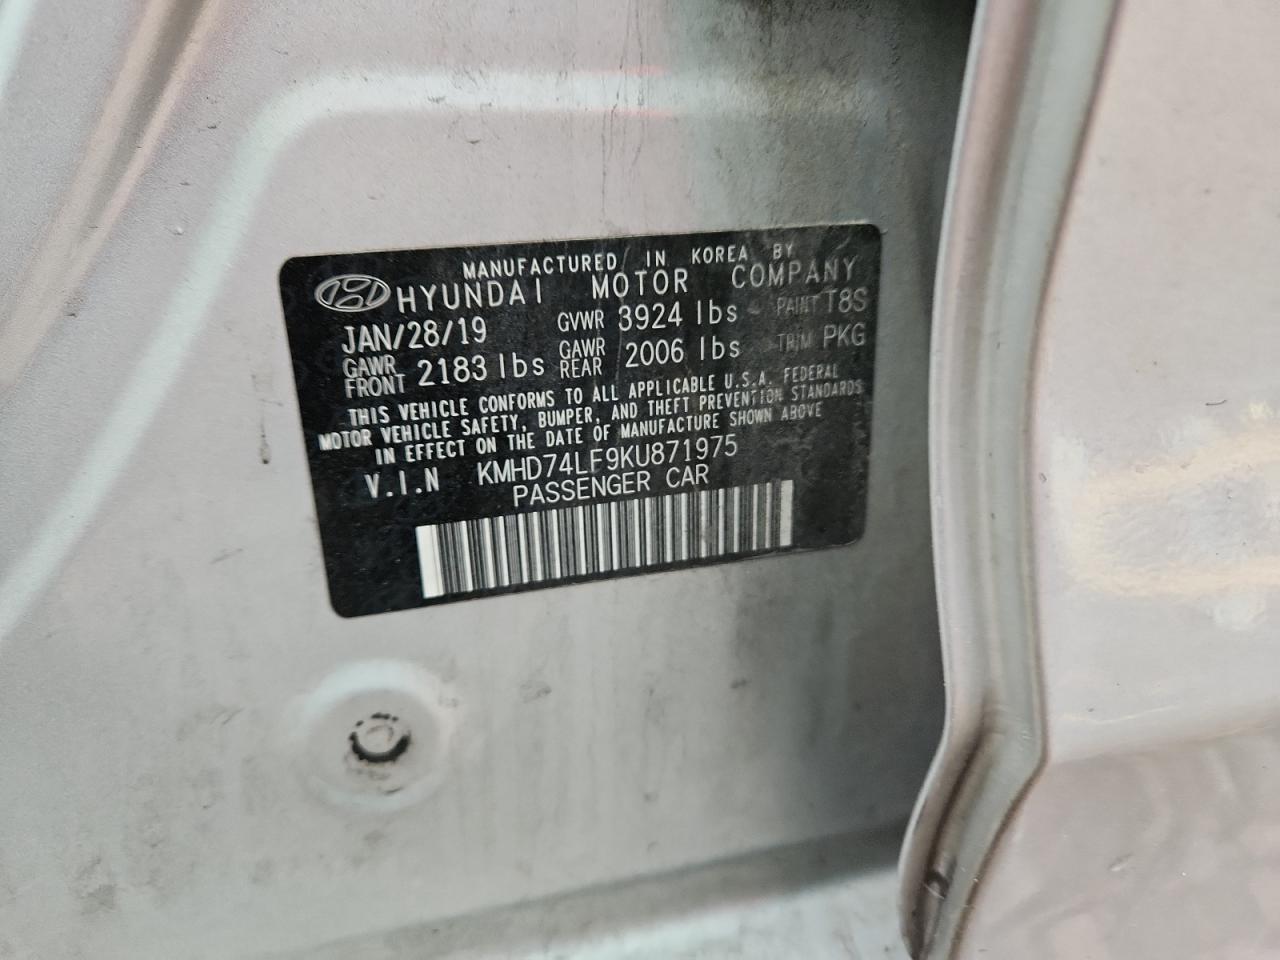 MANUFACTURED IN KOREA BY
HYUNDAI MOTOR COMPANY
JAN/28/19 GVWR 3924 lbs PAINT T8S
GAWR FRONT 2183 lbs GAWR REAR 2006 lbs TRIM PKG
THIS VEHICLE CONFORMS TO ALL APPLICABLE U.S.A. FEDERAL
MOTOR VEHICLE SAFETY, BUMPER, AND THEFT PREVENTION STANDARDS
IN EFFECT ON THE DATE OF MANUFACTURE SHOWN ABOVE
V.I.N KMHD74LF9KU871975
PASSENGER CAR